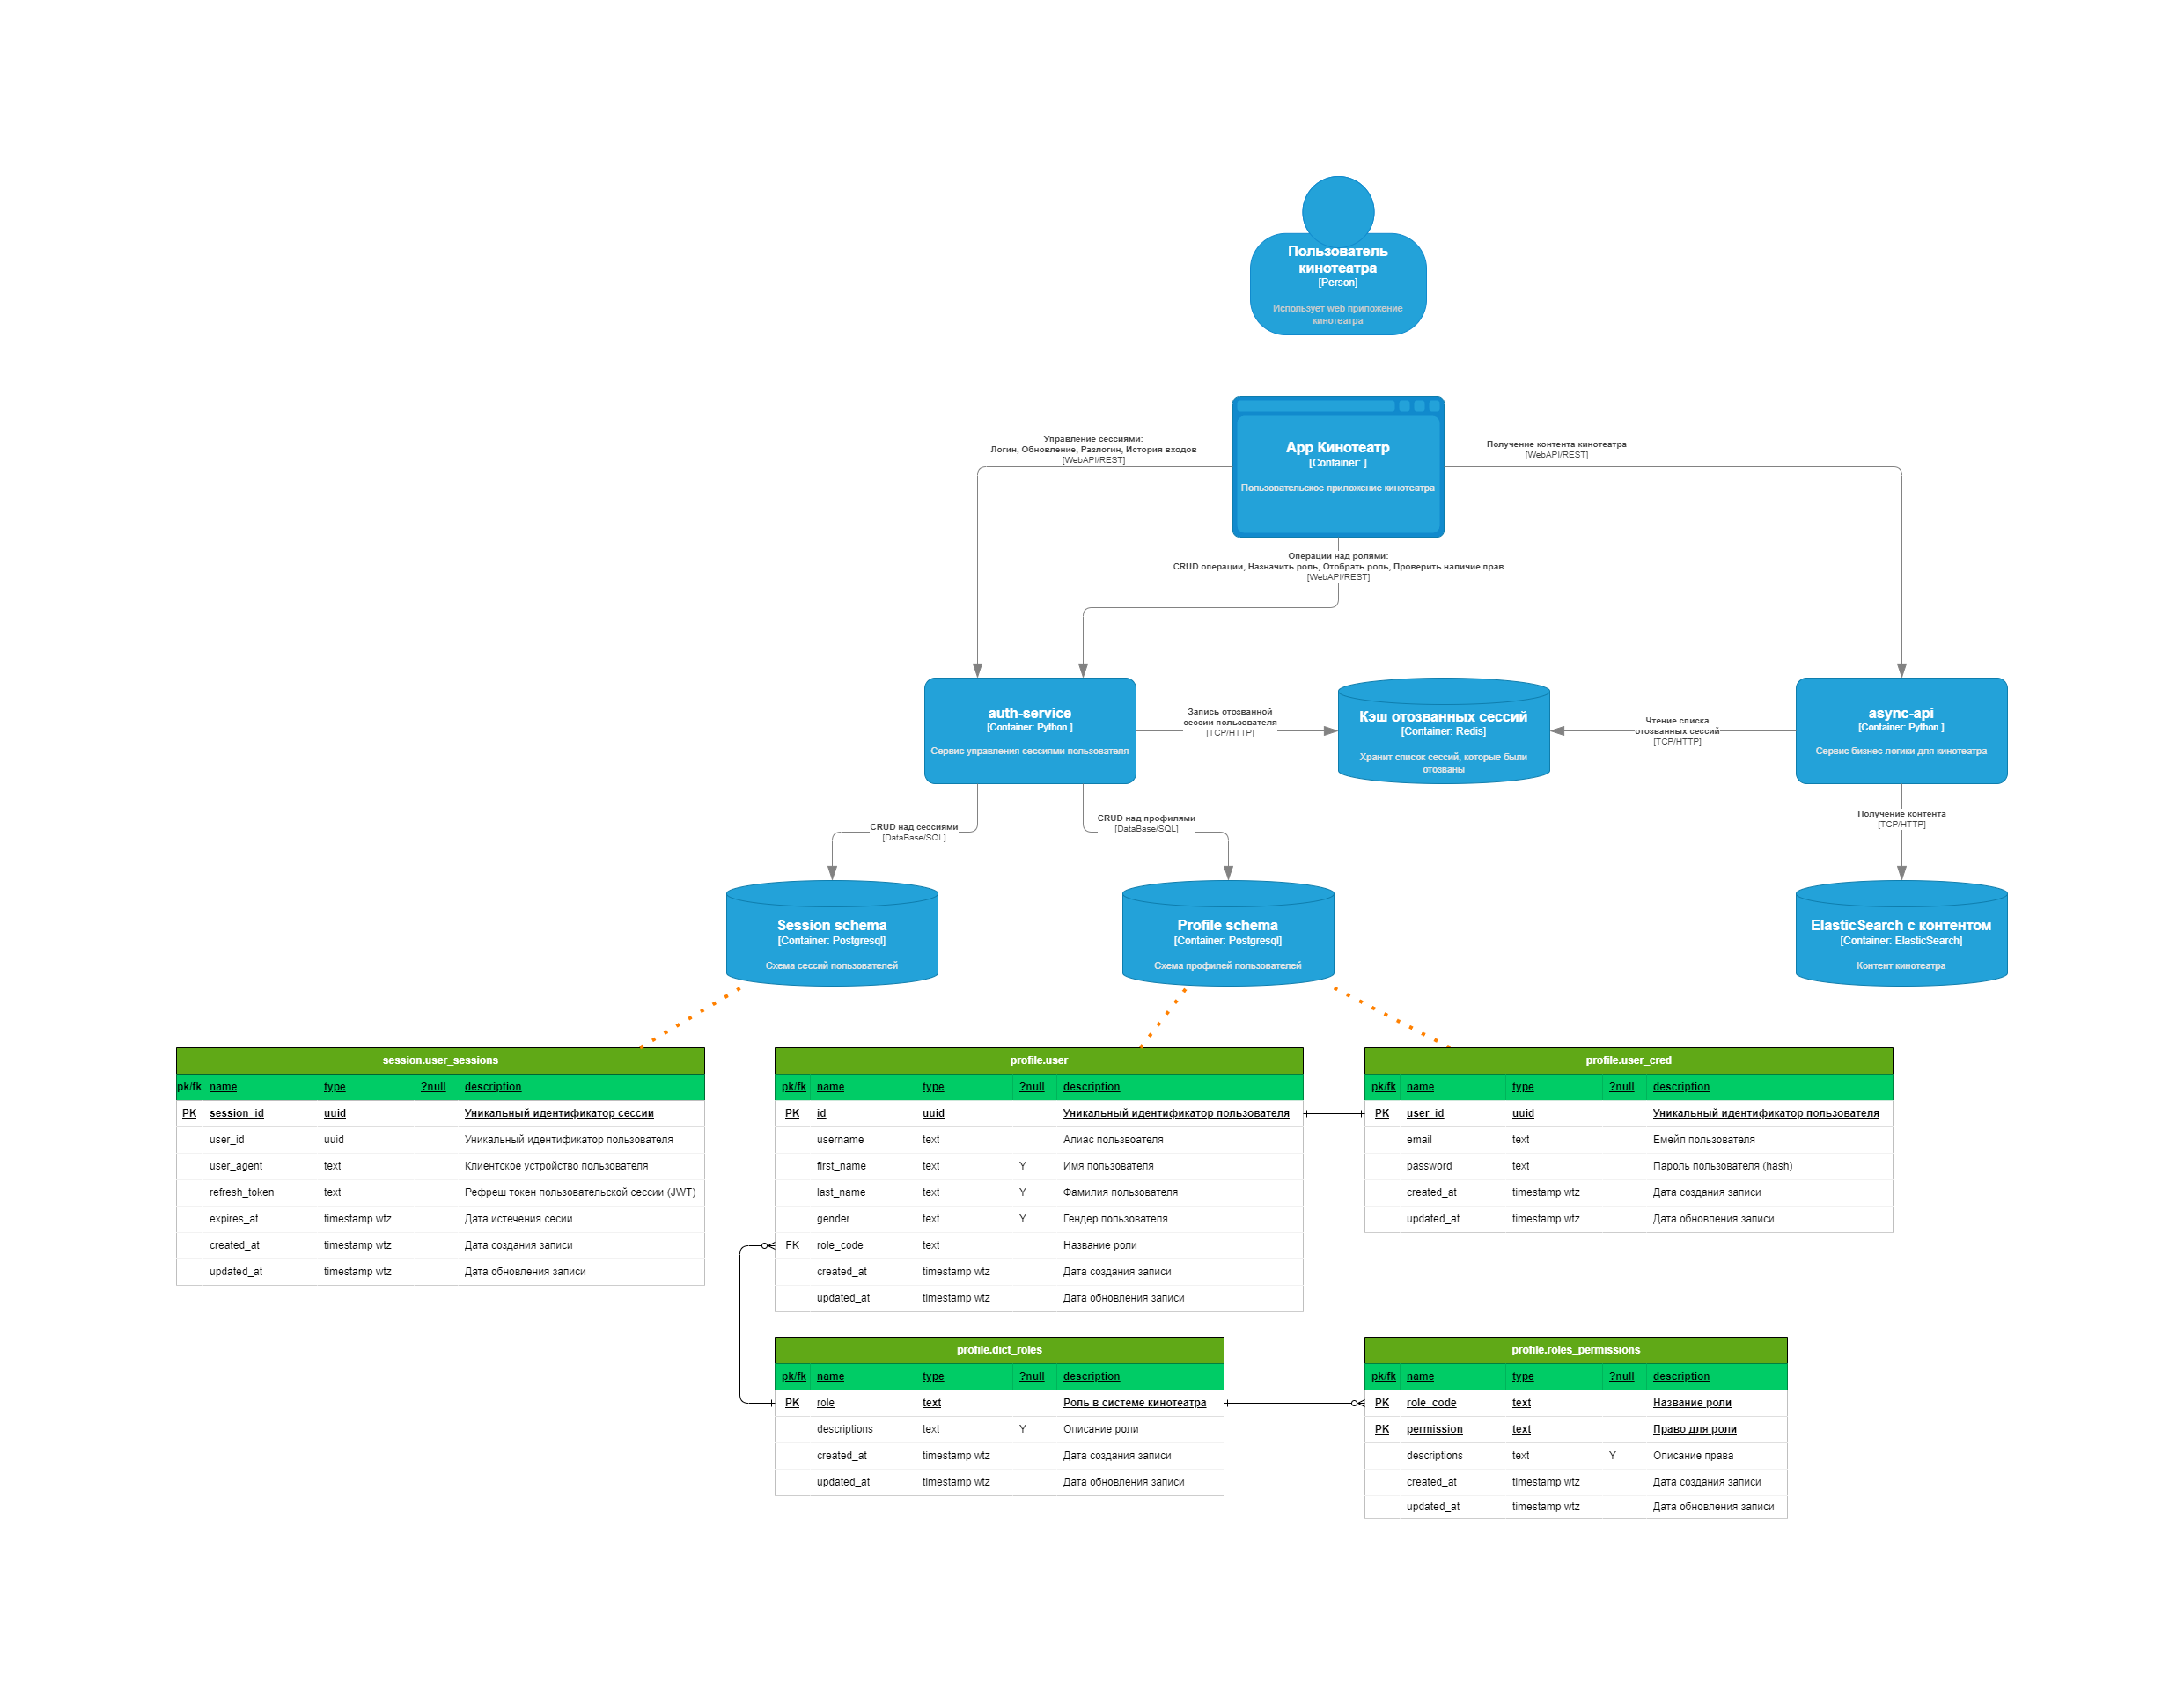 Пользователь
кинотеатра
[Person]
Использует web приложение
кинотеатра
App Кинотеатр
[Container: ]
Пользовательское приложение кинотеатра
Управление сессиями:
Логин, Обновление, Разлогин, История входов
[WebAPI/REST]
Получение контента кинотеатра
[WebAPI/REST]
Операции над ролями:
CRUD операции, Назначить роль, Отобрать роль, Проверить наличие прав
[WebAPI/REST]
auth-service
[Container: Python ]
Сервис управления сессиями пользователя
Запись отозванной
сессии пользователя
[TCP/HTTP]
Кэш отозванных сессий
[Container: Redis]
Хранит список сессий, которые были
отозваны
Чтение списка
отозванных сессий
[TCP/HTTP]
async-api
[Container: Python ]
Сервис бизнес логики для кинотеатра
CRUD над сессиями
[DataBase/SQL]
CRUD над профилями
[DataBase/SQL]
Получение контента
[TCP/HTTP]
Session schema
[Container: Postgresql]
Схема сессий пользователей
Profile schema
[Container: Postgresql]
Схема профилей пользователей
ElasticSearch с контентом
[Container: ElasticSearch]
Контент кинотеатра
session.user_sessions
pk/fk name type ?null description
PK session_id uuid Уникальный идентификатор сессии
user_id uuid Уникальный идентификатор пользователя
user_agent text Клиентское устройство пользователя
refresh_token text Рефреш токен пользовательской сессии (JWT)
expires_at timestamp wtz Дата истечения сесии
created_at timestamp wtz Дата создания записи
updated_at timestamp wtz Дата обновления записи
profile.user
pk/fk name type ?null description
PK id uuid Уникальный идентификатор пользователя
username text Алиас пользвоателя
first_name text Y Имя пользователя
last_name text Y Фамилия пользователя
gender text Y Гендер пользователя
FK role_code text Название роли
created_at timestamp wtz Дата создания записи
updated_at timestamp wtz Дата обновления записи
profile.user_cred
pk/fk name type ?null description
PK user_id uuid Уникальный идентификатор пользователя
email text Емейл пользователя
password text Пароль пользователя (hash)
created_at timestamp wtz Дата создания записи
updated_at timestamp wtz Дата обновления записи
profile.dict_roles
pk/fk name type ?null description
PK role text Роль в системе кинотеатра
descriptions text Y Описание роли
created_at timestamp wtz Дата создания записи
updated_at timestamp wtz Дата обновления записи
profile.roles_permissions
pk/fk name type ?null description
PK role_code text Название роли
PK permission text Право для роли
descriptions text Y Описание права
created_at timestamp wtz Дата создания записи
updated_at timestamp wtz Дата обновления записи